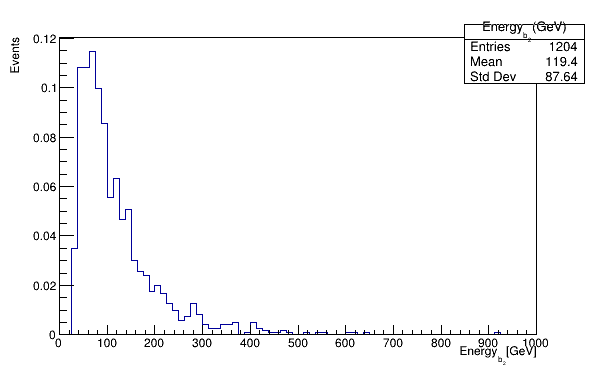 Energy_b₂(GeV)
Entries 1204
Mean 119.4
Std Dev 87.64
Events
0.12
0.1
0.08
0.06
0.04
0.02
0
0 100 200 300 400 500 600 700 800 900 1000
Energy_b₂[GeV]